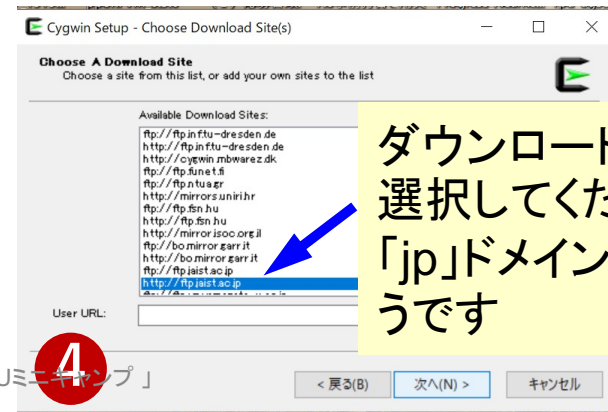 Cygwin Setup - Choose Download Site(s)
Choose A Download Site
Choose a site from this list, or add your own sites to the list
Available Download Sites:
ftp://ftp.inf.tu-dresden.de
http://ftp.inf.tu-dresden.de
http://cygwin.mbwarez.dk
ftp://ftp.funet.fi
ftp://ftp.ntua.gr
http://mirrors.uniri.hr
ftp://ftp.fsn.hu
http://ftp.fsn.hu
http://mirror.isoc.org.il
ftp://bo.mirror.garr.it
http://bo.mirror.garr.it
ftp://ftp.jaist.ac.jp
http://ftp.jaist.ac.jp
ダウンロード
選択してくだ
「jp」ドメイン
うです
User URL:
4
ミニキャンプ 」
< 戻る(B)
次へ(N) >
キャンセル